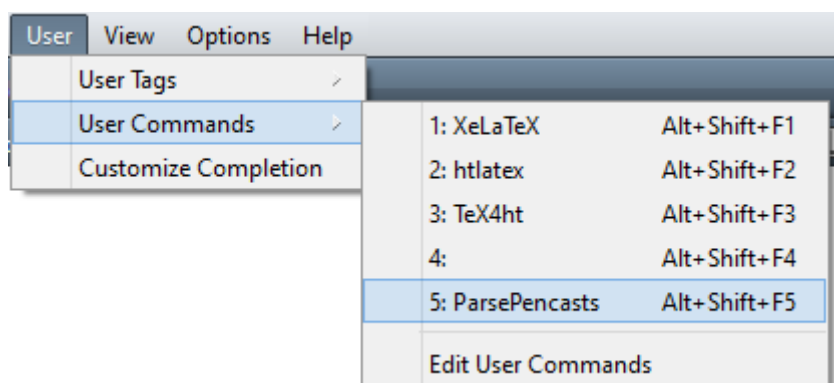 User View Options Help
User Tags
User Commands
Customize Completion
1: XeLaTeX Alt+Shift+F1
2: htlatex Alt+Shift+F2
3: TeX4ht Alt+Shift+F3
4: Alt+Shift+F4
5: ParsePencasts Alt+Shift+F5
Edit User Commands